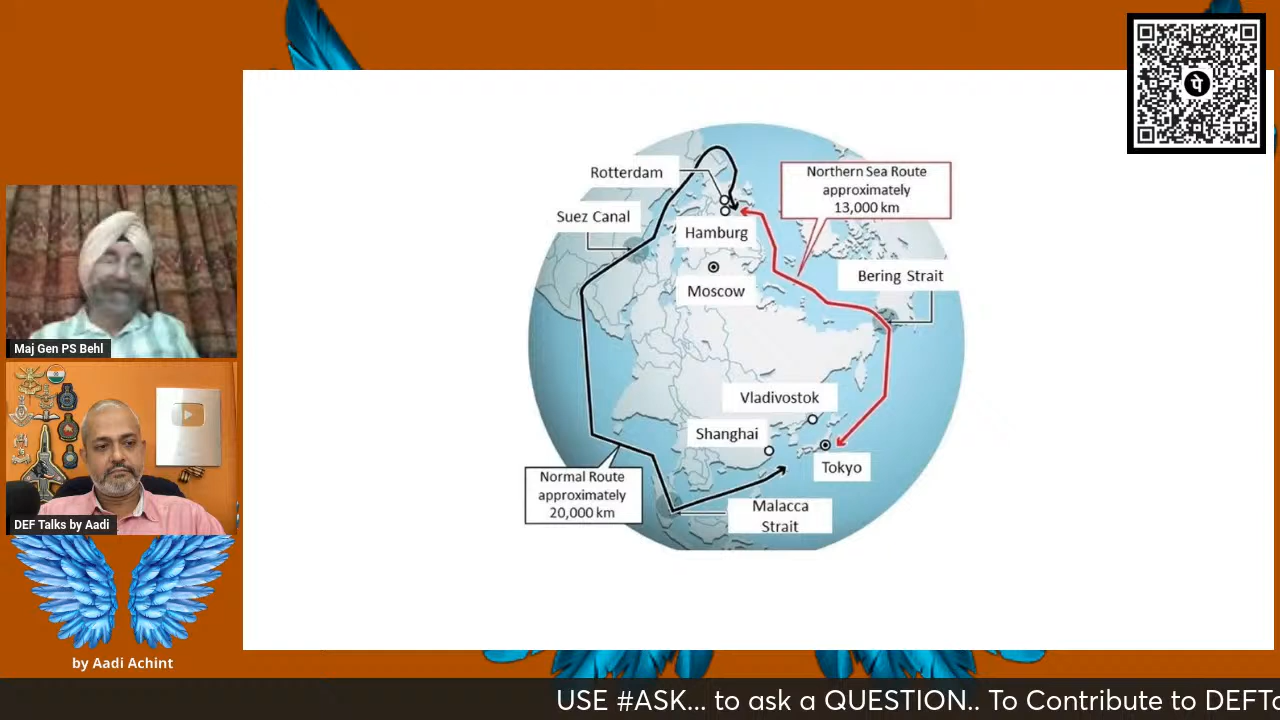 Rotterdam
Northern Sea Route
approximately
13,000 km
Suez Canal
Hamburg
Bering Strait
Moscow
Vladivostok
Shanghai
Tokyo
Normal Route
approximately
20,000 km
Malacca
Strait
पे
Maj Gen PS Behl
DEF Talks by Aadi
by Aadi Achint
USE #ASK... to ask a QUESTION.. To Contribute to DEFTa